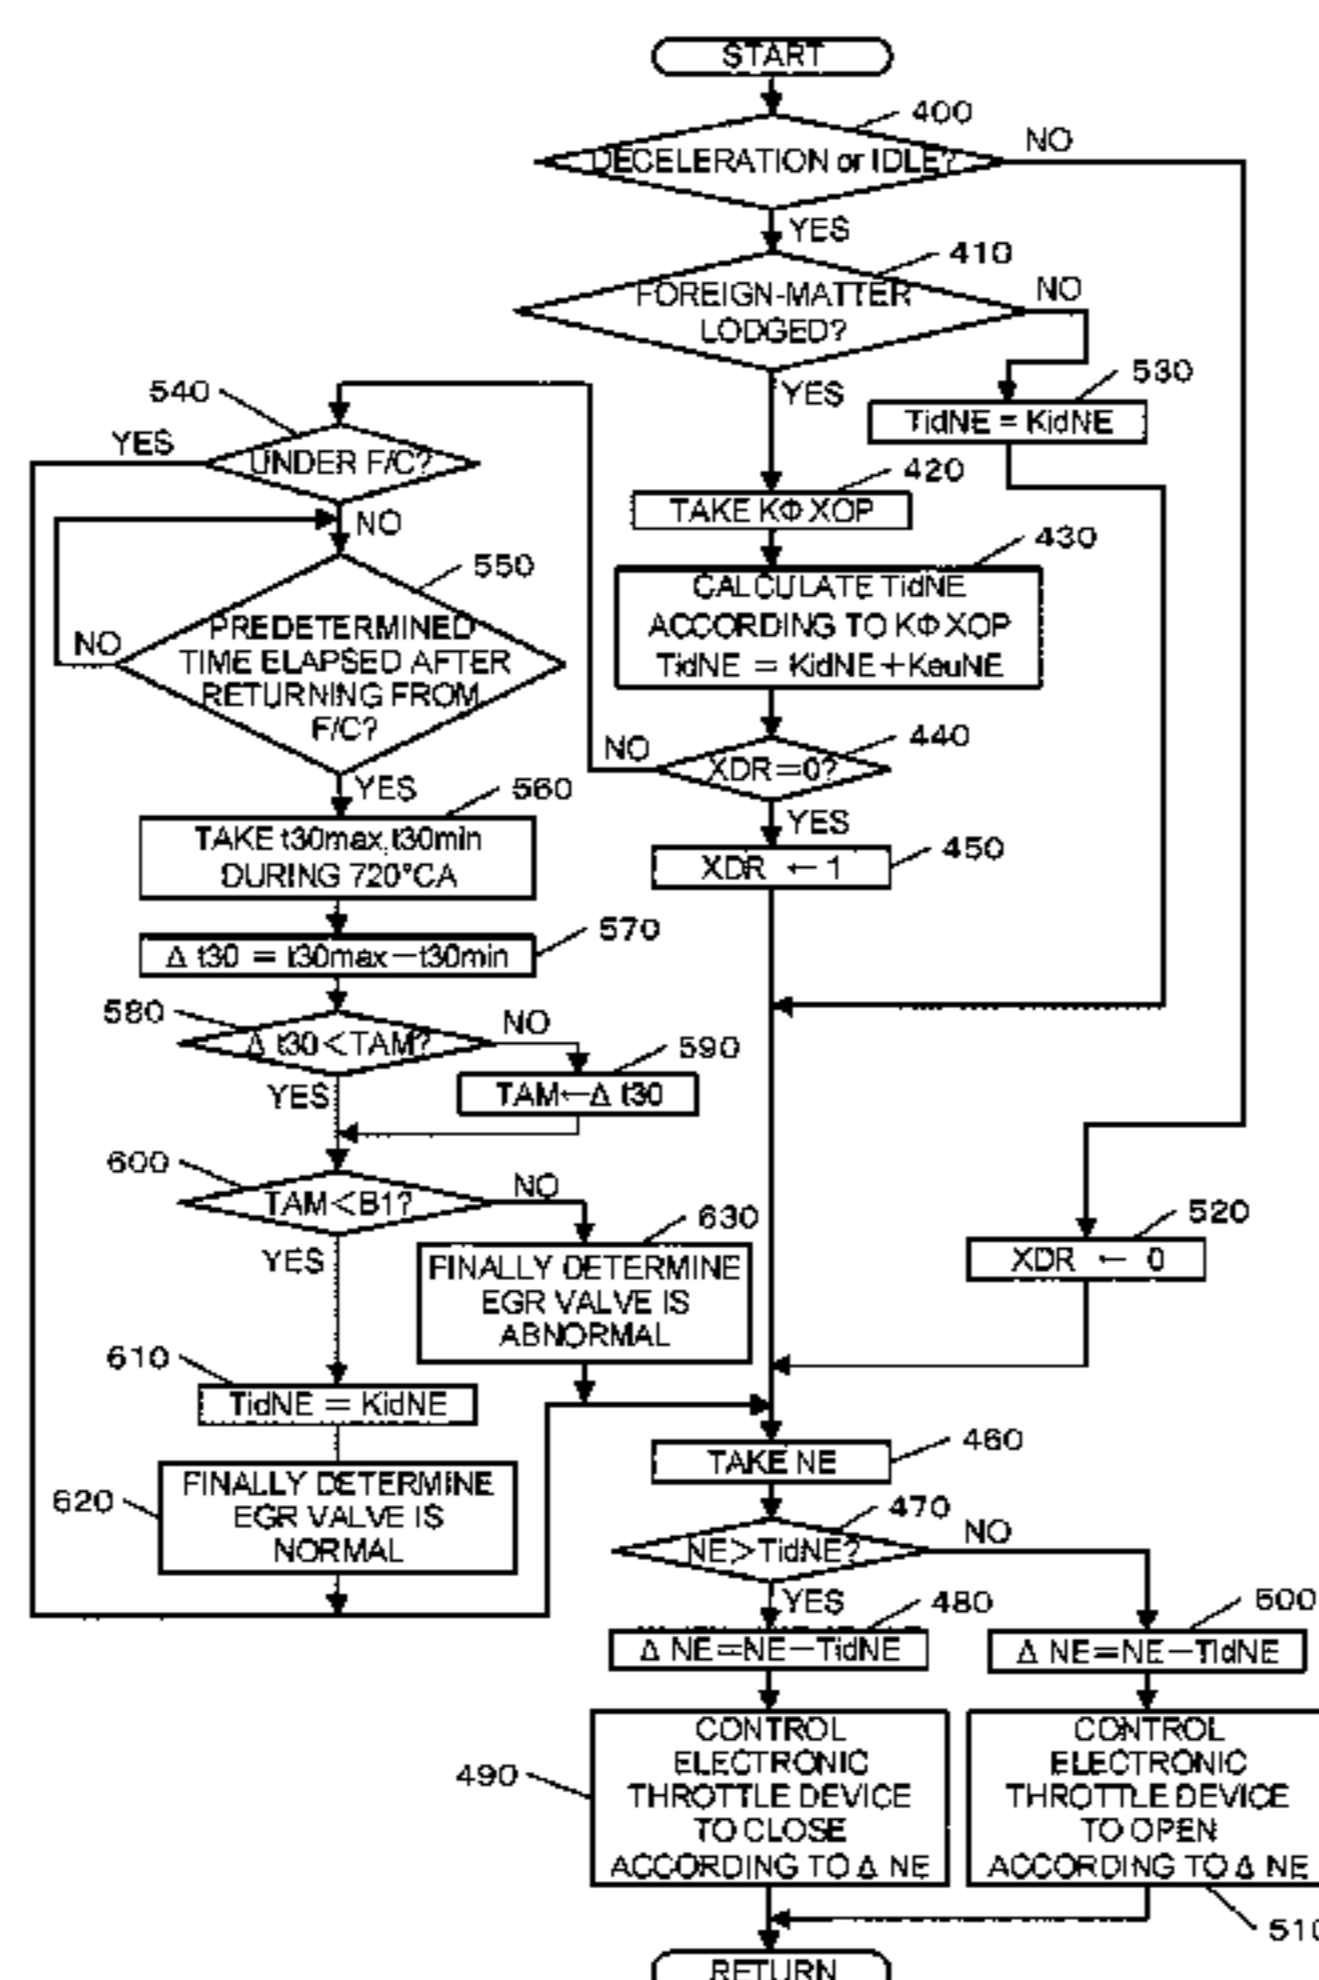 START
400
DECELERATION or IDLE?
NO
YES
410
FOREIGN-MATTER
LODGED?
NO
YES
530
TidNE = KidNE
540
YES
UNDER F/C?
NO
420
TAKE KΦXOP
430
CALCULATE TidNE
ACCORDING TO KΦXOP
TidNE = KidNE+KeuNE
550
NO
PREDETERMINED
TIME ELAPSED AFTER
RETURNING FROM
F/C?
YES
440
NO
XDR=0?
YES
450
XDR ← 1
560
TAKE t30max,t30min
DURING 720°CA
570
Δ t30 = t30max−t30min
580
Δ t30<TAM?
NO
YES
590
TAM←Δ t30
600
TAM<B1?
NO
YES
630
FINALLY DETERMINE
EGR VALVE IS
ABNORMAL
520
XDR ← 0
610
TidNE = KidNE
620
FINALLY DETERMINE
EGR VALVE IS
NORMAL
460
TAKE NE
470
NE>TidNE?
NO
YES
480
Δ NE=NE−TidNE
500
Δ NE=NE−TidNE
490
CONTROL
ELECTRONIC
THROTTLE DEVICE
TO CLOSE
ACCORDING TO Δ NE
CONTROL
ELECTRONIC
THROTTLE DEVICE
TO OPEN
ACCORDING TO Δ NE
510
RETURN